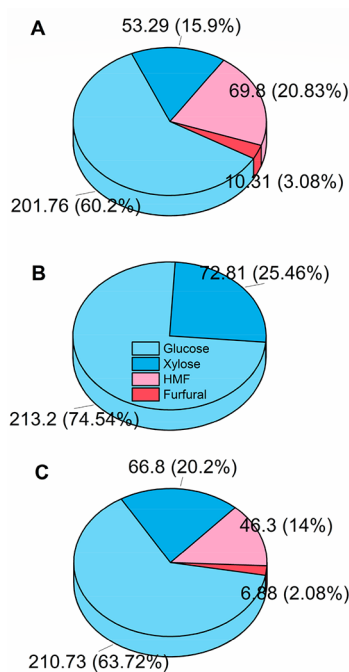 A
53.29 (15.9%)
69.8 (20.83%)
10.31 (3.08%)
201.76 (60.2%)
B
72.81 (25.46%)
Glucose
Xylose
HMF
Furfural
213.2 (74.54%)
C
66.8 (20.2%)
46.3 (14%)
6.88 (2.08%)
210.73 (63.72%)